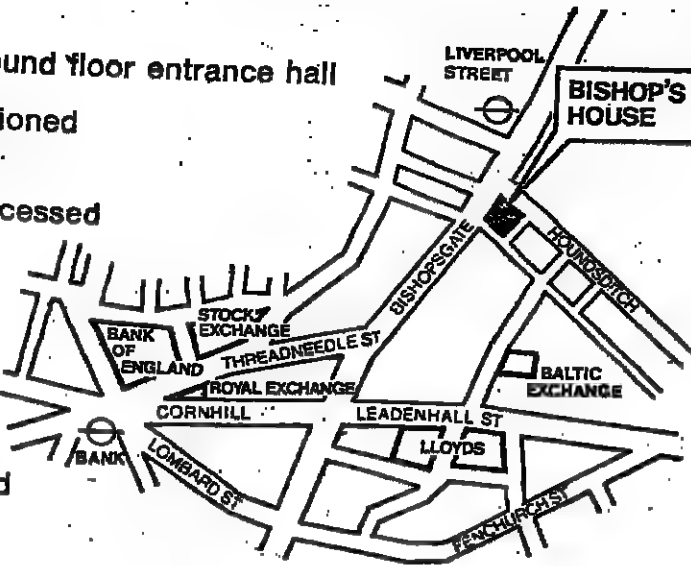 und floor entrance hall
ioned
cessed
d
LIVERPOOL
STREET
BISHOP'S
HOUSE
BISHOPSGATE
HOUNDSDITCH
STOCK
EXCHANGE
BANK
OF
ENGLAND
THREADNEEDLE ST
ROYAL EXCHANGE
CORNHILL
LEADENHALL ST
BALTIC
EXCHANGE
LLOYDS
BANK
LOMBARD ST
FENCHURCH ST